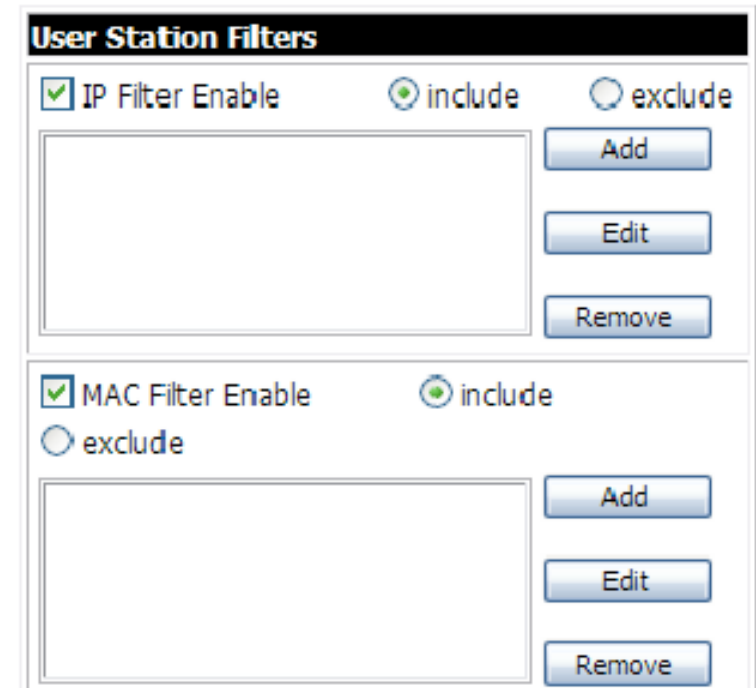 User Station Filters
IP Filter Enable include exclude
Add
Edit
Remove
MAC Filter Enable include
exclude
Add
Edit
Remove